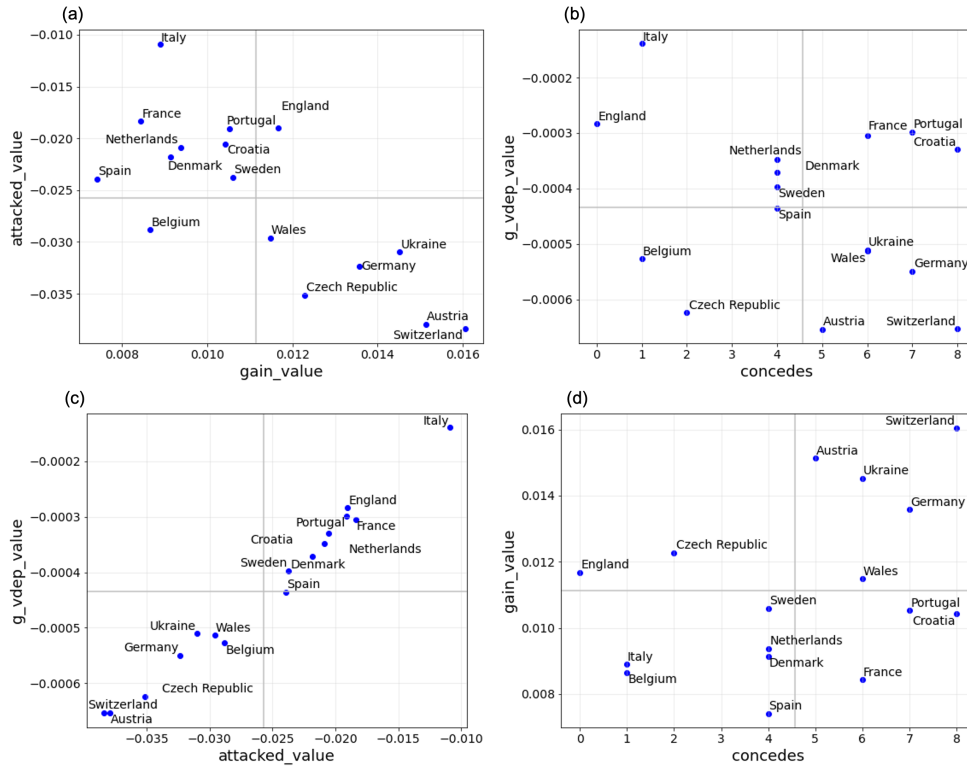 (a)
−0.010
−0.015
−0.020
−0.025
−0.030
−0.035
attacked_value
Italy
France
England
Portugal
Netherlands
Croatia
Denmark
Spain
Sweden
Belgium
Wales
Ukraine
Germany
Czech Republic
Austria
Switzerland
0.008
0.010
0.012
0.014
0.016
gain_value
(b)
−0.0002
−0.0003
−0.0004
−0.0005
−0.0006
g_vdep_value
Italy
England
Portugal
France
Croatia
Netherlands
Denmark
Sweden
Spain
Ukraine
Belgium
Wales
Germany
Czech Republic
Austria
Switzerland
0
1
2
3
4
5
6
7
8
concedes
(c)
−0.0002
−0.0003
−0.0004
−0.0005
−0.0006
g_vdep_value
Italy
England
Portugal
France
Croatia
Netherlands
Sweden
Denmark
Spain
Ukraine
Wales
Germany
Belgium
Czech Republic
Switzerland
Austria
−0.035
−0.030
−0.025
−0.020
−0.015
−0.010
attacked_value
(d)
0.016
0.014
0.012
0.010
0.008
gain_value
Switzerland
Austria
Ukraine
Germany
Czech Republic
England
Wales
Sweden
Portugal
Croatia
Netherlands
Italy
Denmark
Belgium
France
Spain
0
1
2
3
4
5
6
7
8
concedes